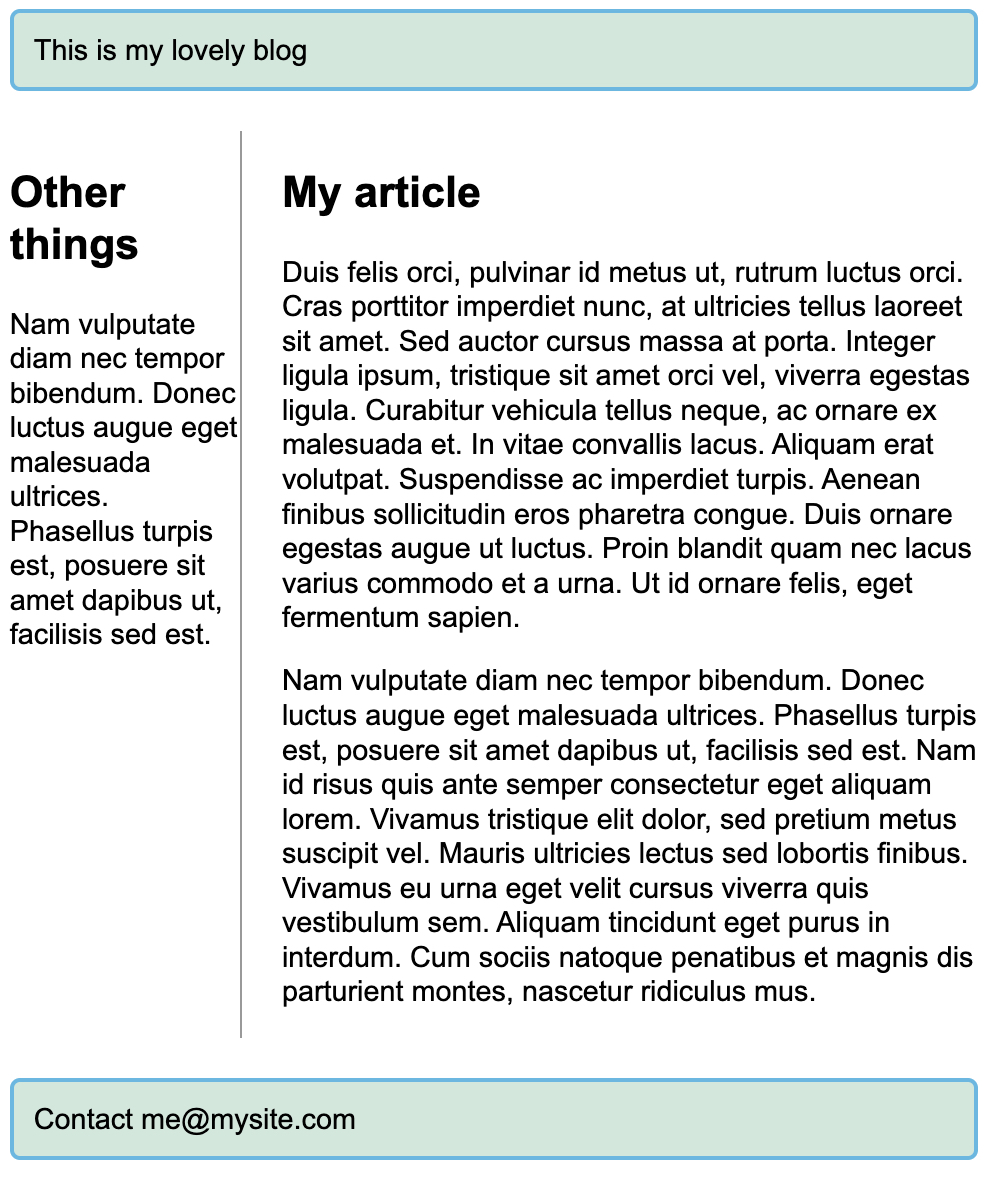 This is my lovely blog
Other
things
Nam vulputate
diam nec tempor
bibendum. Donec
luctus augue eget
malesuada
ultrices.
Phasellus turpis
est, posuere sit
amet dapibus ut,
facilisis sed est.
My article
Duis felis orci, pulvinar id metus ut, rutrum luctus orci.
Cras porttitor imperdiet nunc, at ultricies tellus laoreet
sit amet. Sed auctor cursus massa at porta. Integer
ligula ipsum, tristique sit amet orci vel, viverra egestas
ligula. Curabitur vehicula tellus neque, ac ornare ex
malesuada et. In vitae convallis lacus. Aliquam erat
volutpat. Suspendisse ac imperdiet turpis. Aenean
finibus sollicitudin eros pharetra congue. Duis ornare
egestas augue ut luctus. Proin blandit quam nec lacus
varius commodo et a urna. Ut id ornare felis, eget
fermentum sapien.
Nam vulputate diam nec tempor bibendum. Donec
luctus augue eget malesuada ultrices. Phasellus turpis
est, posuere sit amet dapibus ut, facilisis sed est. Nam
id risus quis ante semper consectetur eget aliquam
lorem. Vivamus tristique elit dolor, sed pretium metus
suscipit vel. Mauris ultricies lectus sed lobortis finibus.
Vivamus eu urna eget velit cursus viverra quis
vestibulum sem. Aliquam tincidunt eget purus in
interdum. Cum sociis natoque penatibus et magnis dis
parturient montes, nascetur ridiculus mus.
Contact me@mysite.com